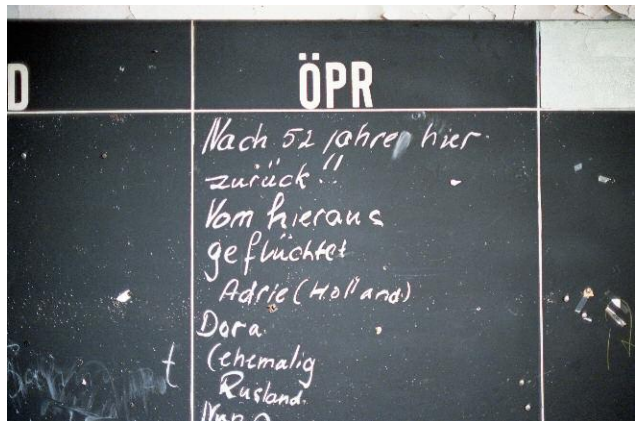 D
ÖPR
Nach 52 jahren hier
zurück!!
Vom hieraus
geflüchtet
Adrie (Holland)
Dora
(ehemalig
Rusland.